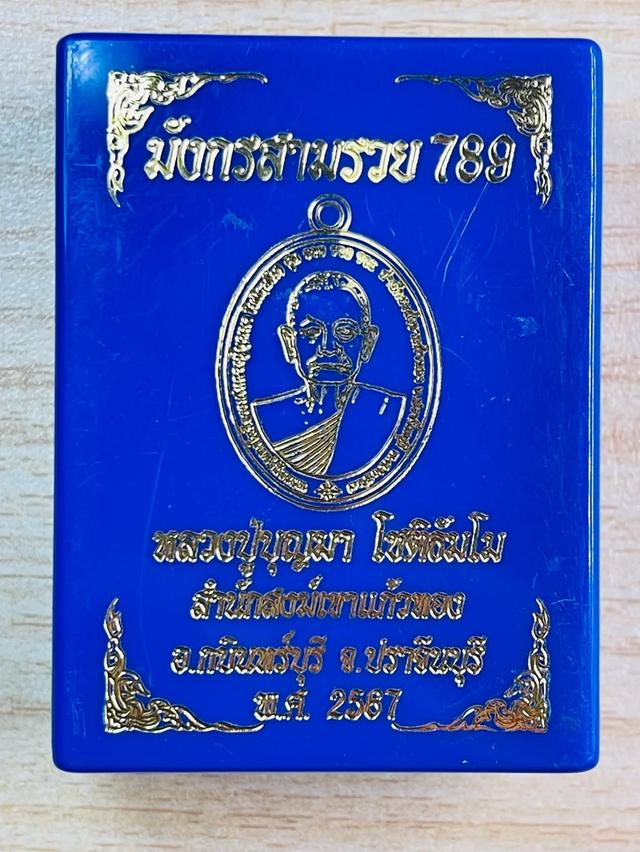 มังกรสามรวย 789
หลวงปู่บุญมา โชติธัมโม
สำนักสงฆ์เขาแก้วทอง
อ.กบินทร์บุรี จ.ปราจีนบุรี
พ.ศ. 2567